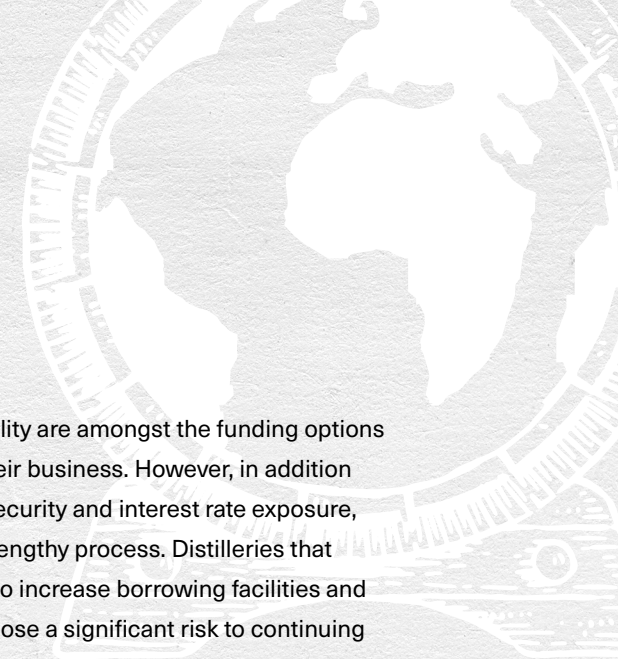 lity are amongst the funding options
eir business. However, in addition
ecurity and interest rate exposure,
engthy process. Distilleries that
o increase borrowing facilities and
ose a significant risk to continuing